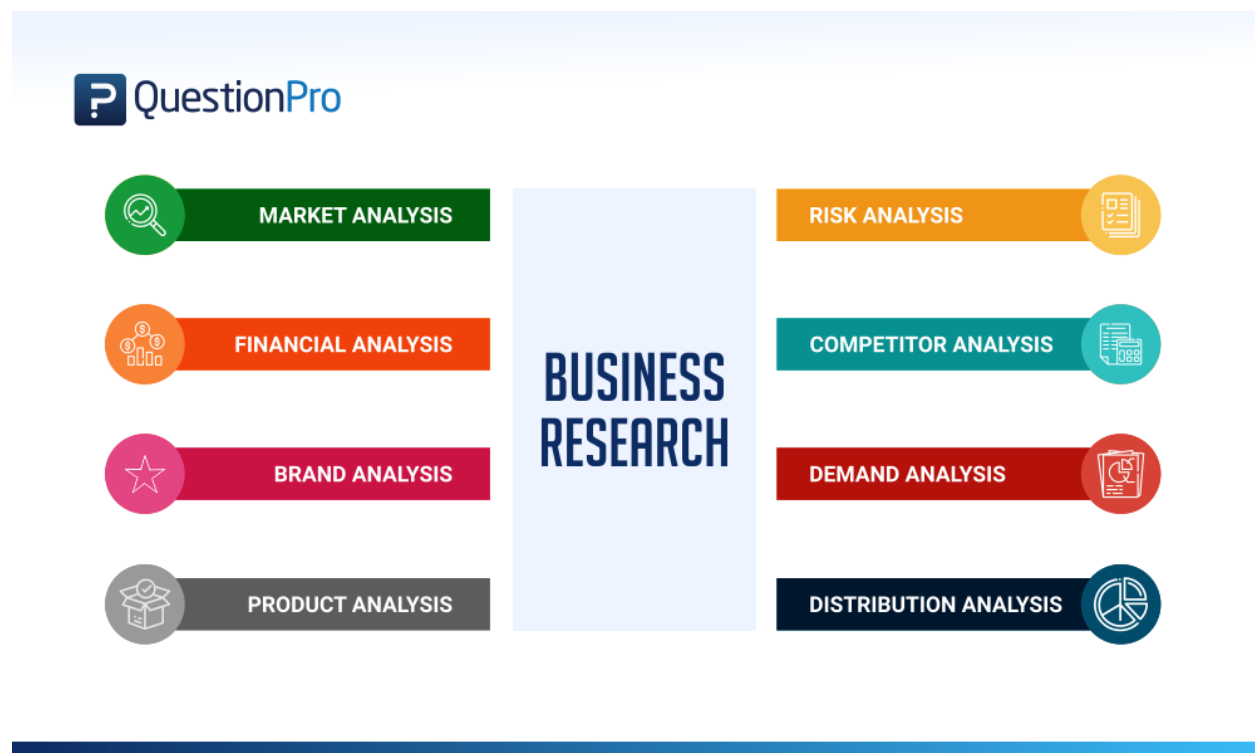 QuestionPro
MARKET ANALYSIS
FINANCIAL ANALYSIS
BRAND ANALYSIS
PRODUCT ANALYSIS
BUSINESS
RESEARCH
RISK ANALYSIS
COMPETITOR ANALYSIS
DEMAND ANALYSIS
DISTRIBUTION ANALYSIS